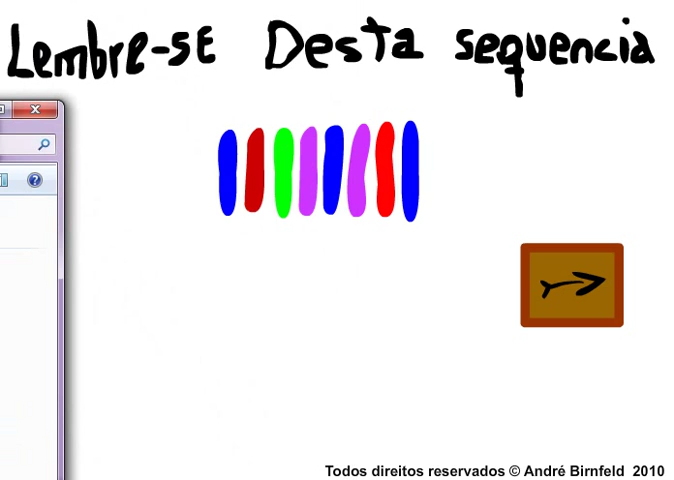 Lembre-se Desta sequencia
Todos direitos reservados © André Birnfeld 2010